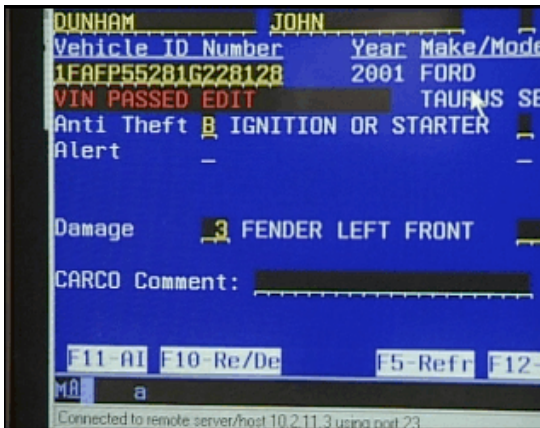 DUNHAM JOHN
Vehicle ID Number Year Make/Mode
1FAFP55281G228128 2001 FORD
VIN PASSED EDIT TAURUS SE
Anti Theft B IGNITION OR STARTER
Alert
Damage 3 FENDER LEFT FRONT
CARCO Comment:
F11-AI F10-Re/De F5-Refr F12-
MA a
Connected to remote server/host 10.2.11.3 using port 23